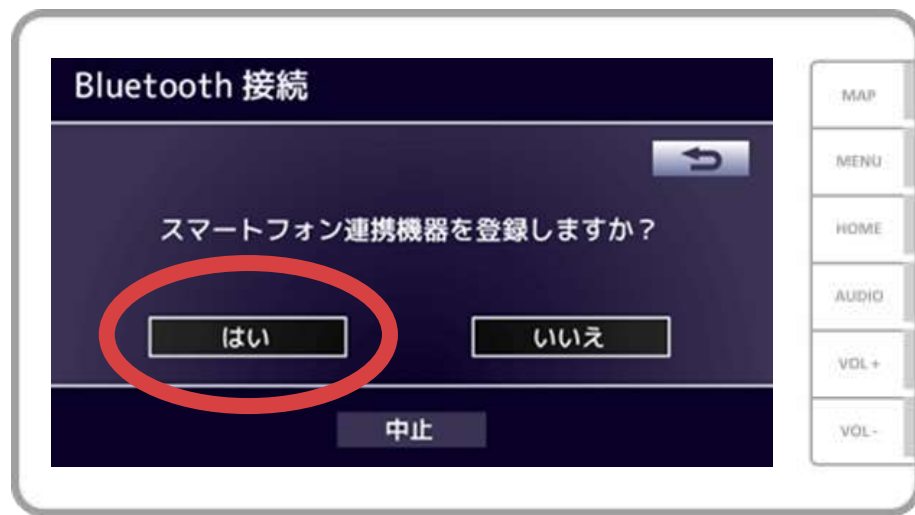 Bluetooth 接続
スマートフォン連携機器を登録しますか？
はい
いいえ
中止
MAP
MENU
HOME
AUDIO
VOL +
VOL -